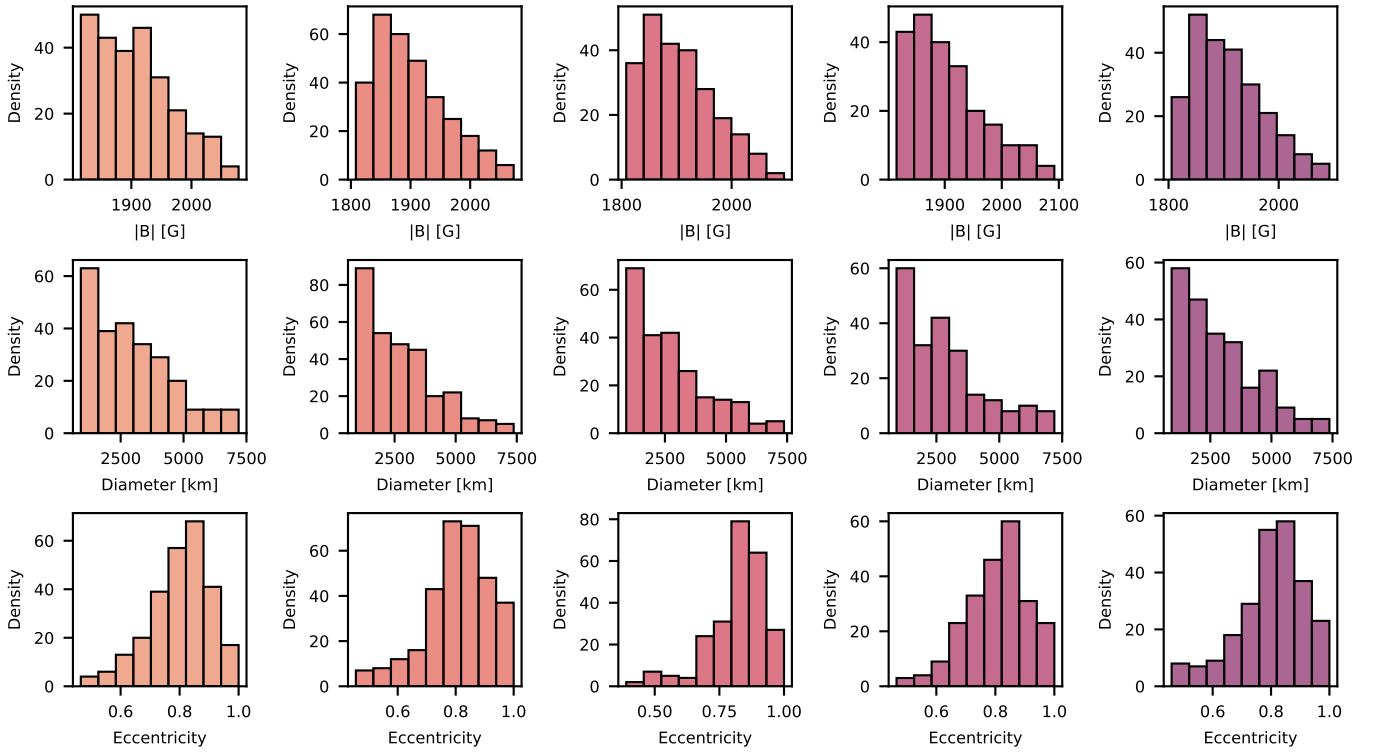 40
20
0
Density
1900 2000
|B| [G]
60
40
20
0
Density
1800 1900 2000
|B| [G]
40
20
0
Density
1800 2000
|B| [G]
40
20
0
Density
1900 2000 2100
|B| [G]
40
20
0
Density
1800 2000
|B| [G]
60
40
20
0
Density
2500 5000 7500
Diameter [km]
80
60
40
20
0
Density
2500 5000 7500
Diameter [km]
60
40
20
0
Density
2500 5000 7500
Diameter [km]
60
40
20
0
Density
2500 5000 7500
Diameter [km]
60
40
20
0
Density
2500 5000 7500
Diameter [km]
60
40
20
0
Density
0.6 0.8 1.0
Eccentricity
60
40
20
0
Density
0.6 0.8 1.0
Eccentricity
80
60
40
20
0
Density
0.50 0.75 1.00
Eccentricity
60
40
20
0
Density
0.6 0.8 1.0
Eccentricity
60
40
20
0
Density
0.6 0.8 1.0
Eccentricity